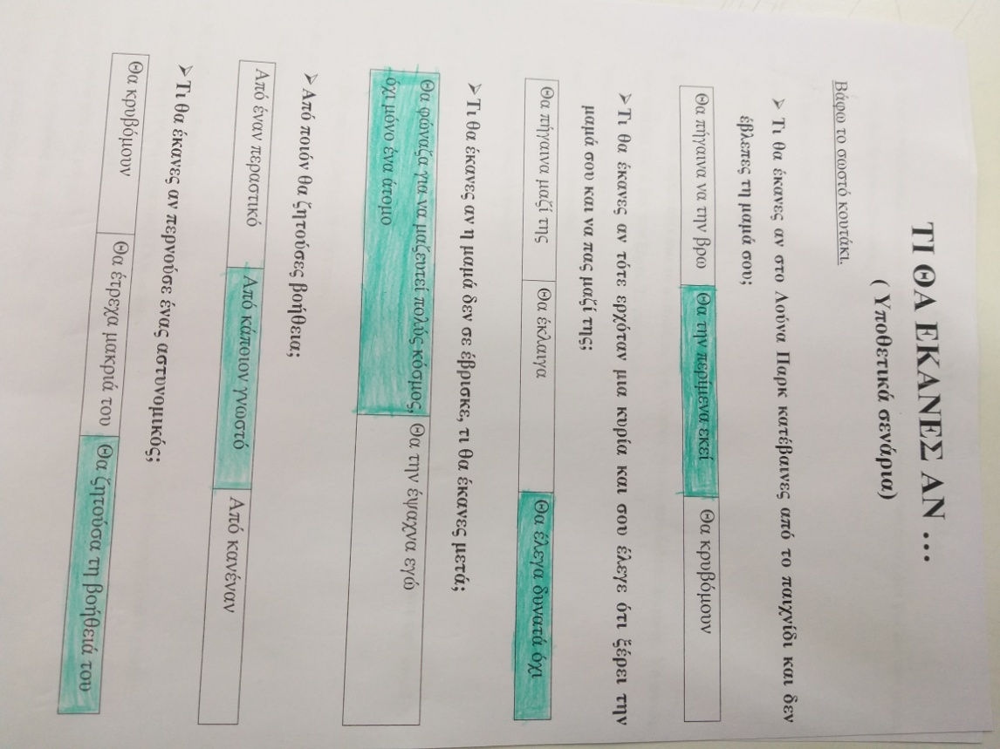 ΤΙ ΘΑ ΕΚΑΝΕΣ ΑΝ ...
( Υποθετικά σενάρια)
Βάφω το σωστό κουτάκι.
➢ Τι θα έκανες αν στο Λούνα Παρκ κατέβαινες από το παιχνίδι και δεν
έβλεπες τη μαμά σου;
Θα πήγαινα να την βρω Θα την περίμενα εκεί Θα κρυβόμουν
➢ Τι θα έκανες αν τότε ερχόταν μια κυρία και σου έλεγε ότι ξέρει την
μαμά σου και να πας μαζί της;
Θα πήγαινα μαζί της Θα έκλαιγα Θα έλεγα δυνατά όχι
➢ Τι θα έκανες αν η μαμά δεν σε έβρισκε, τι θα έκανες μετά;
Θα φώναζα για να μαζευτεί πολύς κόσμος, Θα την έψαχνα εγώ
όχι μόνο ένα άτομο
➢ Από ποιόν θα ζητούσες βοήθεια;
Από έναν περαστικό Από κάποιον γνωστό Από κανέναν
➢ Τι θα έκανες αν περνούσε ένας αστυνομικός;
Θα κρυβόμουν Θα έτρεχα μακριά του Θα ζητούσα τη βοήθειά του